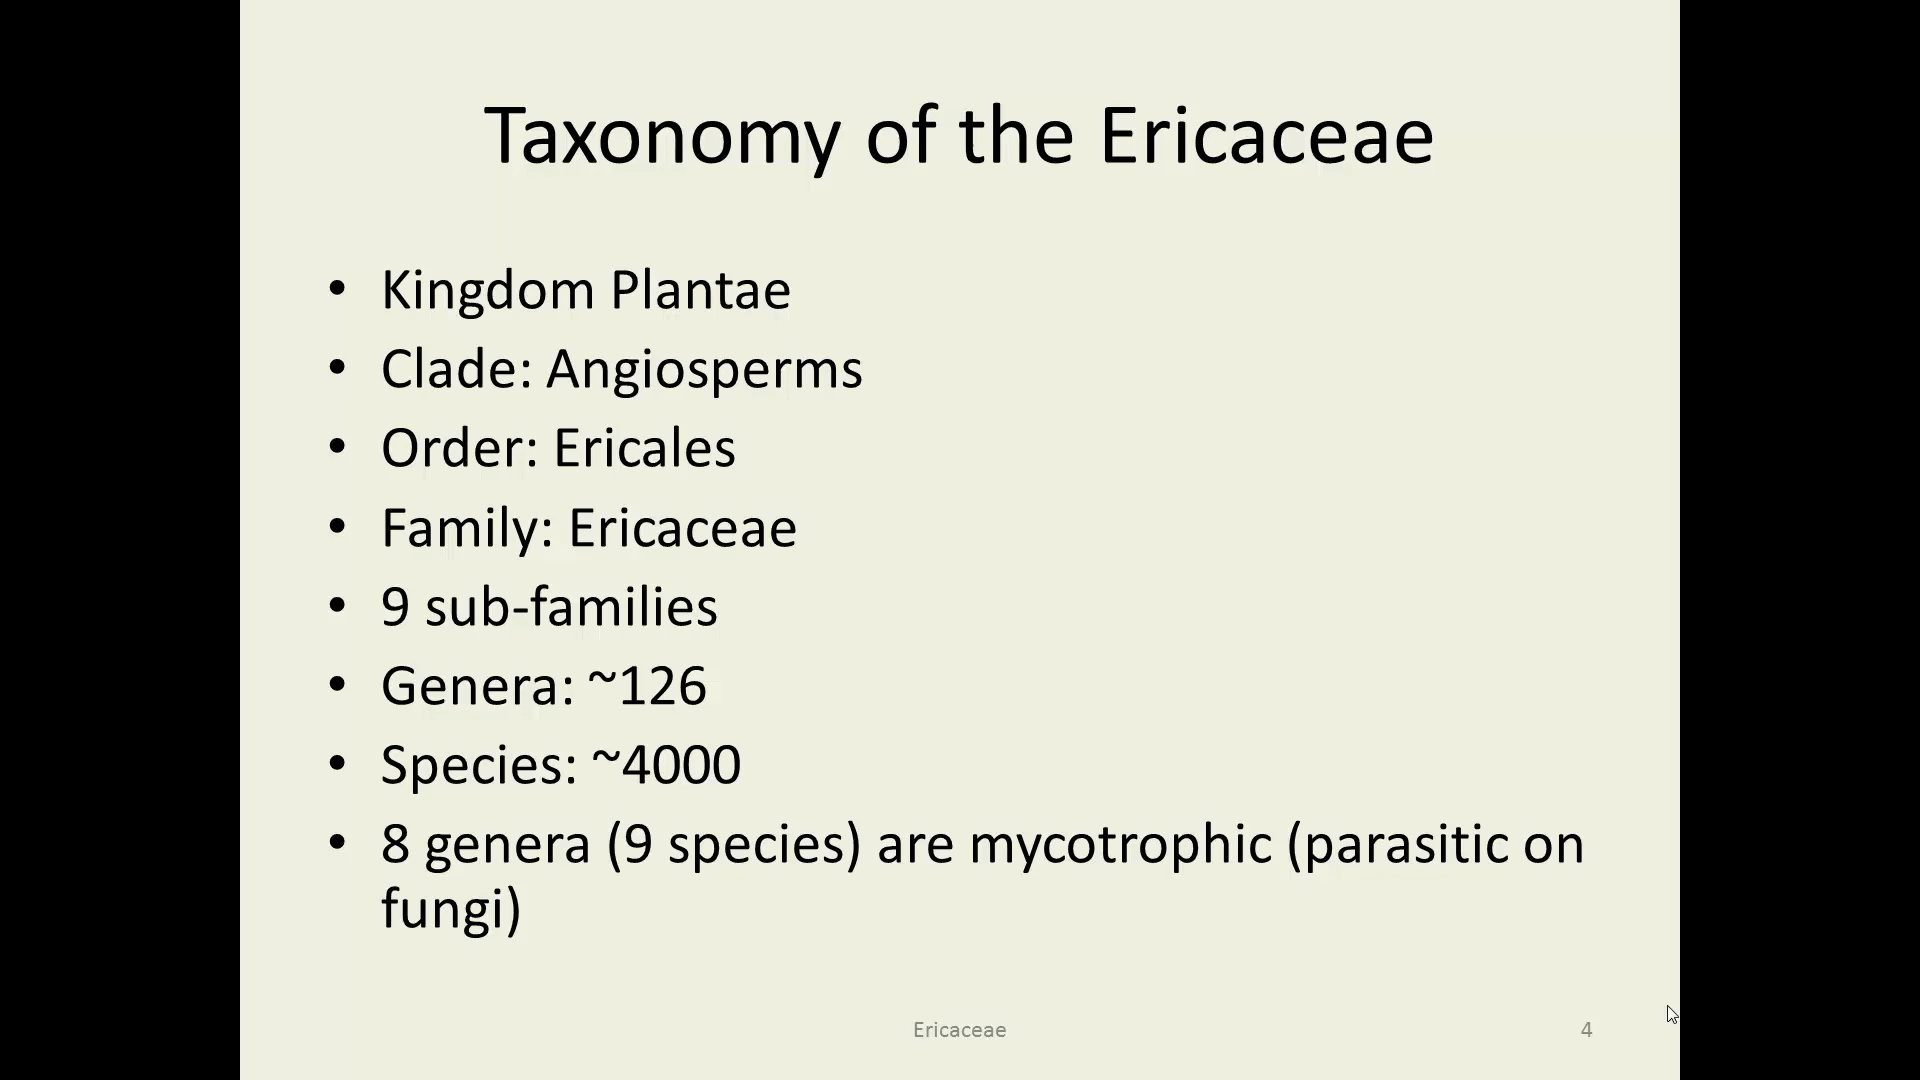 Taxonomy of the Ericaceae
• Kingdom Plantae
• Clade: Angiosperms
• Order: Ericales
• Family: Ericaceae
• 9 sub-families
• Genera: ~126
• Species: ~4000
• 8 genera (9 species) are mycotrophic (parasitic on
fungi)
Ericaceae
4